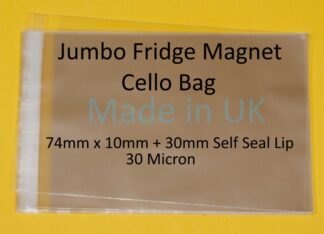 Jumbo Fridge Magnet
Cello Bag
Made in UK
74mm x 10mm + 30mm Self Seal Lip
30 Micron